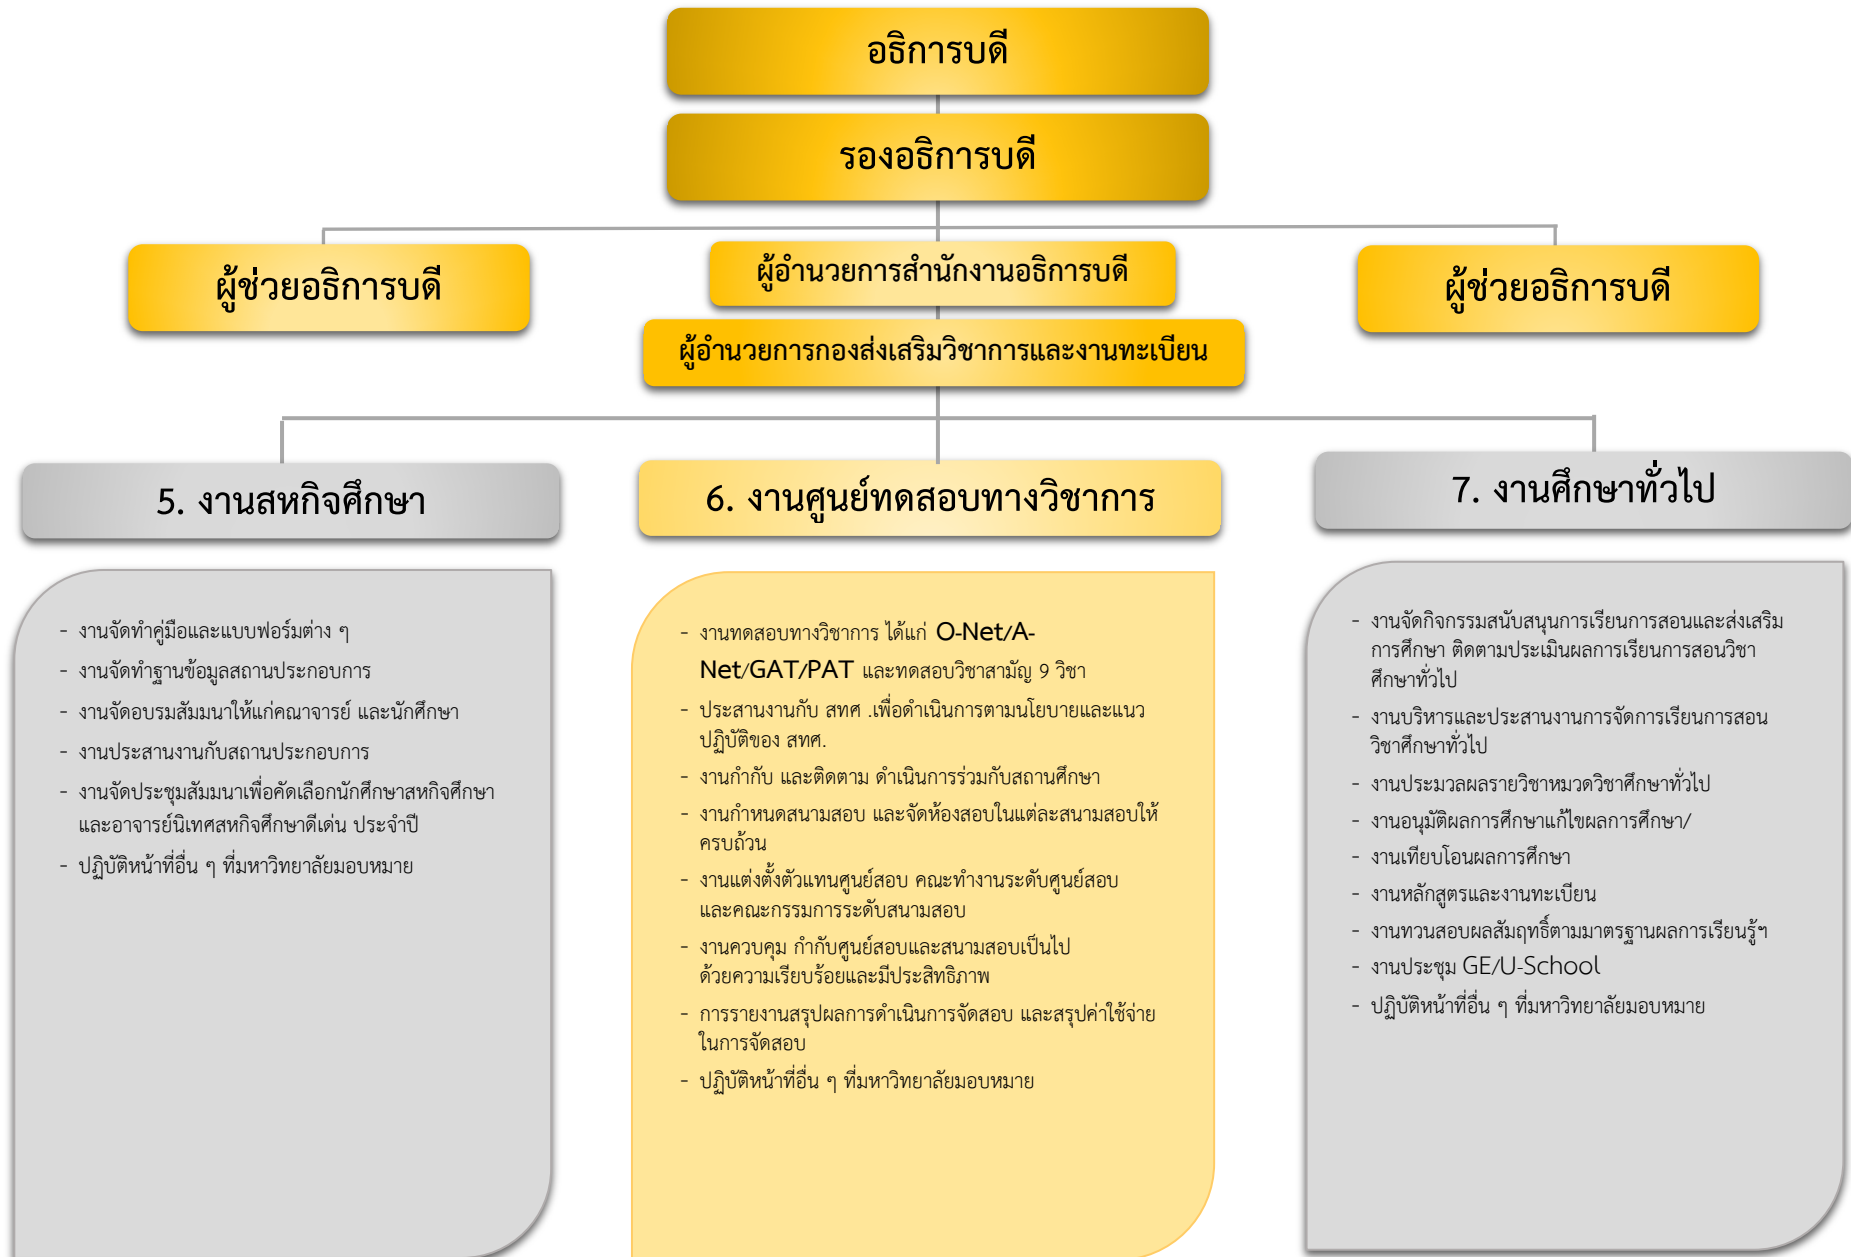 อธิการบดี
รองอธิการบดี
ผู้ช่วยอธิการบดี
ผู้อำนวยการสำนักงานอธิการบดี
ผู้ช่วยอธิการบดี
ผู้อำนวยการกองส่งเสริมวิชาการและงานทะเบียน
5. งานสหกิจศึกษา
- งานจัดทำคู่มือและแบบฟอร์มต่าง ๆ
- งานจัดทำฐานข้อมูลสถานประกอบการ
- งานจัดอบรมสัมมนาให้แก่คณาจารย์ และนักศึกษา
- งานประสานงานกับสถานประกอบการ
- งานจัดประชุมสัมมนาเพื่อคัดเลือกนักศึกษาสหกิจศึกษา
และอาจารย์นิเทศสหกิจศึกษาดีเด่น ประจำปี
- ปฏิบัติหน้าที่อื่น ๆ ที่มหาวิทยาลัยมอบหมาย
6. งานศูนย์ทดสอบทางวิชาการ
- งานทดสอบทางวิชาการ ได้แก่ O-Net/A-
Net/GAT/PAT และทดสอบวิชาสามัญ 9 วิชา
- ประสานงานกับ สทศ .เพื่อดำเนินการตามนโยบายและแนว
ปฏิบัติของ สทศ.
- งานกำกับ และติดตาม ดำเนินการร่วมกับสถานศึกษา
- งานกำหนดสนามสอบ และจัดห้องสอบในแต่ละสนามสอบให้
ครบถ้วน
- งานแต่งตั้งตัวแทนศูนย์สอบ คณะทำงานระดับศูนย์สอบ
และคณะกรรมการระดับสนามสอบ
- งานควบคุม กำกับศูนย์สอบและสนามสอบเป็นไป
ด้วยความเรียบร้อยและมีประสิทธิภาพ
- การรายงานสรุปผลการดำเนินการจัดสอบ และสรุปค่าใช้จ่าย
ในการจัดสอบ
- ปฏิบัติหน้าที่อื่น ๆ ที่มหาวิทยาลัยมอบหมาย
7. งานศึกษาทั่วไป
- งานจัดกิจกรรมสนับสนุนการเรียนการสอนและส่งเสริม
การศึกษา ติดตามประเมินผลการเรียนการสอนวิชา
ศึกษาทั่วไป
- งานบริหารและประสานงานการจัดการเรียนการสอน
วิชาศึกษาทั่วไป
- งานประมวลผลรายวิชาหมวดวิชาศึกษาทั่วไป
- งานอนุมัติผลการศึกษาแก้ไขผลการศึกษา/
- งานเทียบโอนผลการศึกษา
- งานหลักสูตรและงานทะเบียน
- งานทวนสอบผลสัมฤทธิ์ตามมาตรฐานผลการเรียนรู้ฯ
- งานประชุม GE/U-School
- ปฏิบัติหน้าที่อื่น ๆ ที่มหาวิทยาลัยมอบหมาย